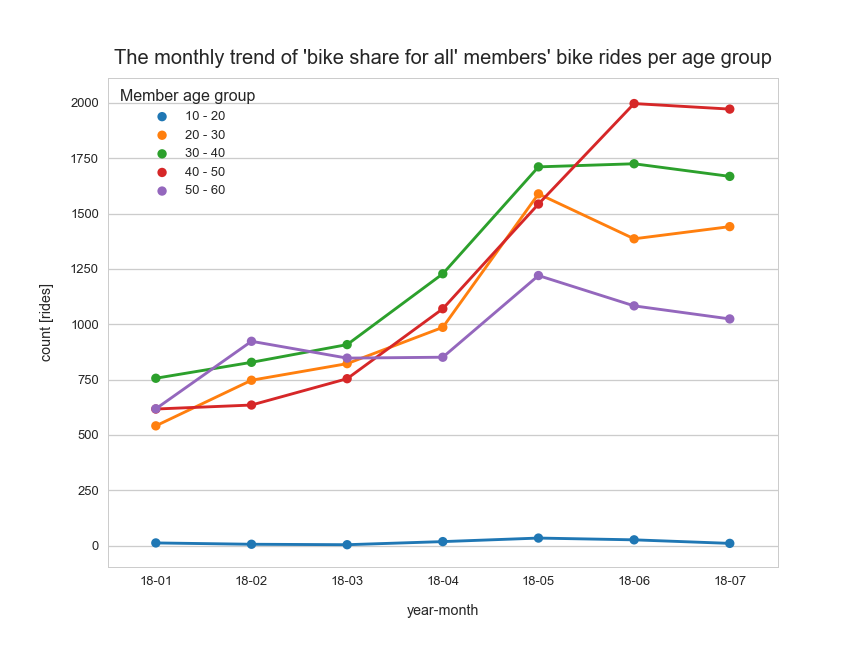 The monthly trend of 'bike share for all' members' bike rides per age group
Member age group
10 - 20
20 - 30
30 - 40
40 - 50
50 - 60
2000
1750
1500
1250
1000
750
500
250
0
count [rides]
18-01 18-02 18-03 18-04 18-05 18-06 18-07
year-month